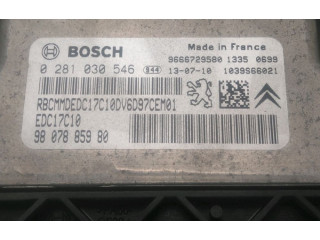 BOSCH
Made in France
0 281 030 546
9666729580 1335 0699
13-07-10 1039S66021
RBCMMDEDC17C10DV6D97CEM01
EDC17C10
98 078 859 80